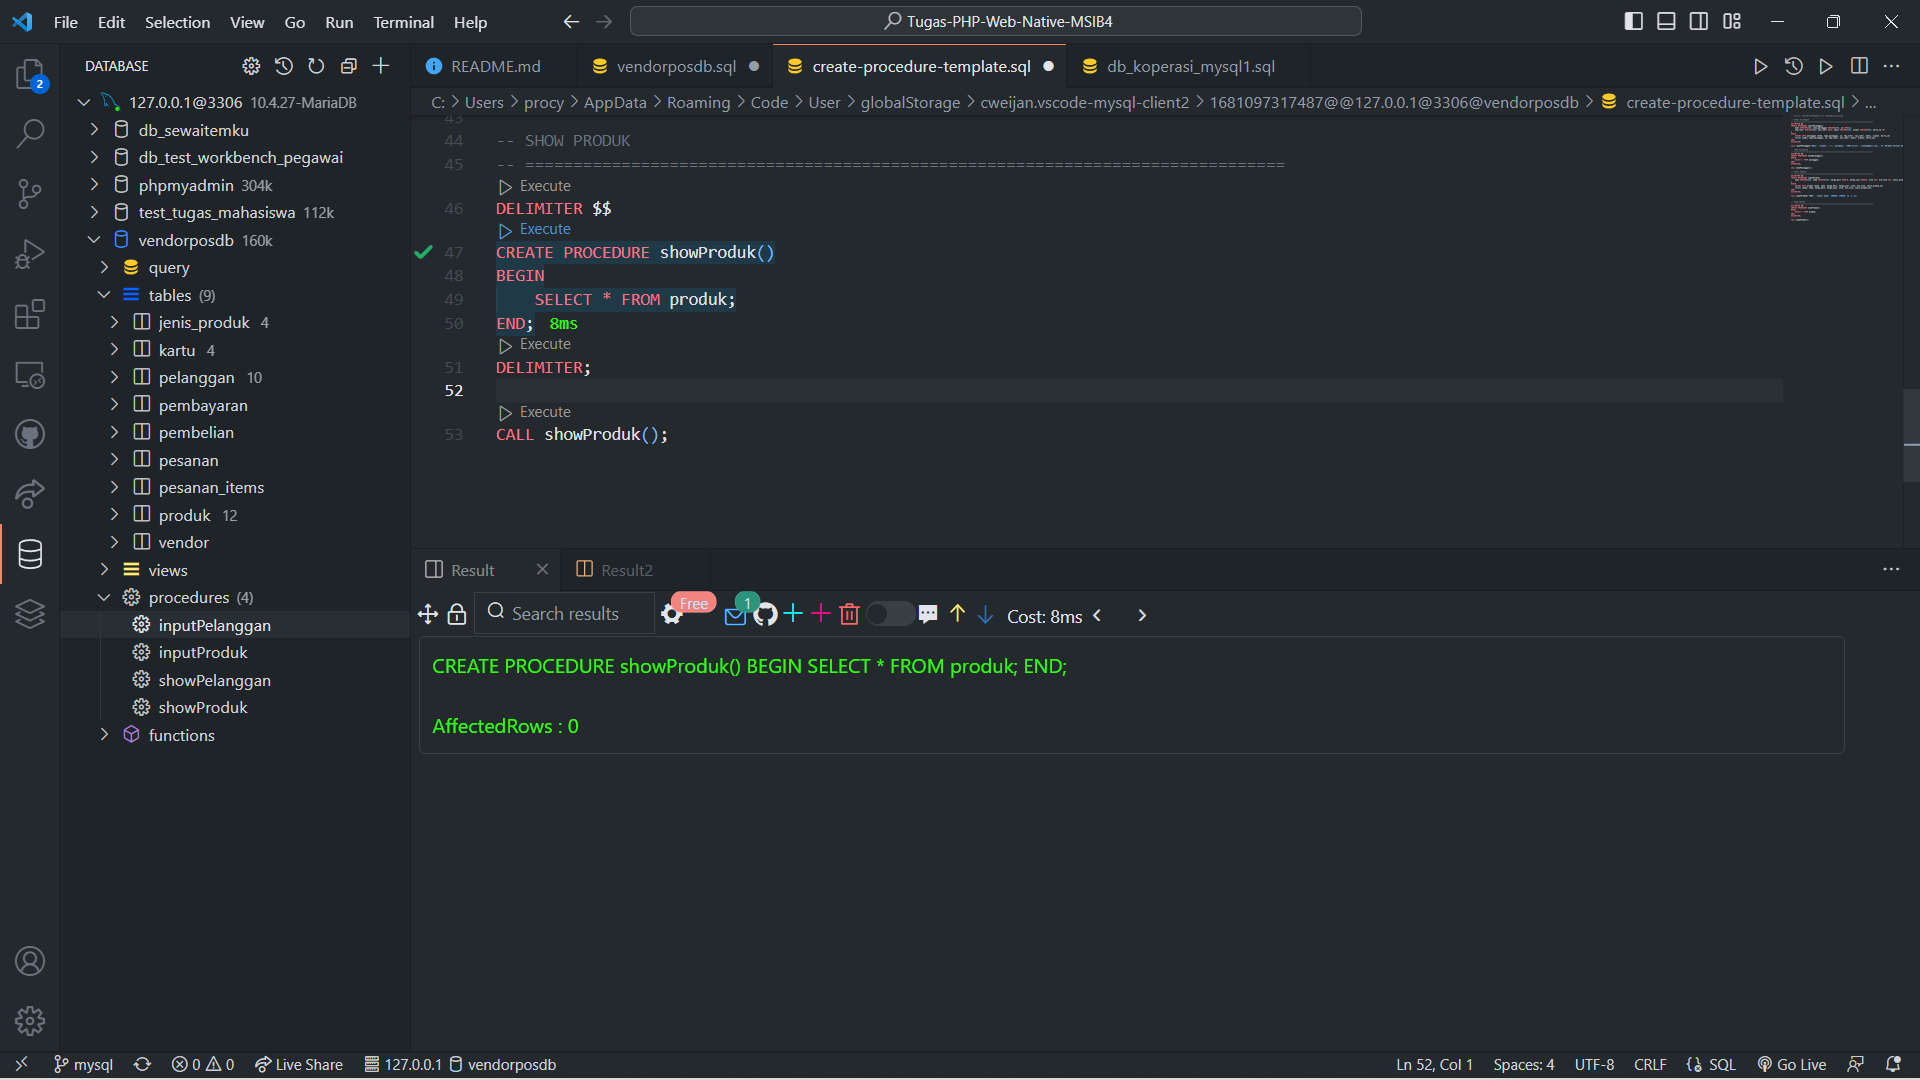 File Edit Selection View Go Run Terminal Help
Tugas-PHP-Web-Native-MSIB4
2
DATABASE
127.0.0.1@3306 10.4.27-MariaDB
db_sewaitemku
db_test_workbench_pegawai
phpmyadmin 304k
test_tugas_mahasiswa 112k
vendorposdb 160k
query
tables (9)
jenis_produk 4
kartu 4
pelanggan 10
pembayaran
pembelian
pesanan
pesanan_items
produk 12
vendor
views
procedures (4)
inputPelanggan
inputProduk
showPelanggan
showProduk
functions
README.md vendorposdb.sql create-procedure-template.sql db_koperasi_mysql1.sql
C: > Users > procy > AppData > Roaming > Code > User > globalStorage > cweijan.vscode-mysql-client2 > 1681097317487@@127.0.0.1@3306@vendorposdb > create-procedure-template.sql > ...
43
44 -- SHOW PRODUK
45 -- ===============================================================================
Execute
46 DELIMITER $$
Execute
47 CREATE PROCEDURE showProduk()
48 BEGIN
49 SELECT * FROM produk;
50 END; 8ms
Execute
51 DELIMITER;
52
Execute
53 CALL showProduk();
Result Result2
Search results Free 1 Cost: 8ms
CREATE PROCEDURE showProduk() BEGIN SELECT * FROM produk; END;
AffectedRows : 0
mysql 0 0 Live Share 127.0.0.1 vendorposdb Ln 52, Col 1 Spaces: 4 UTF-8 CRLF SQL Go Live